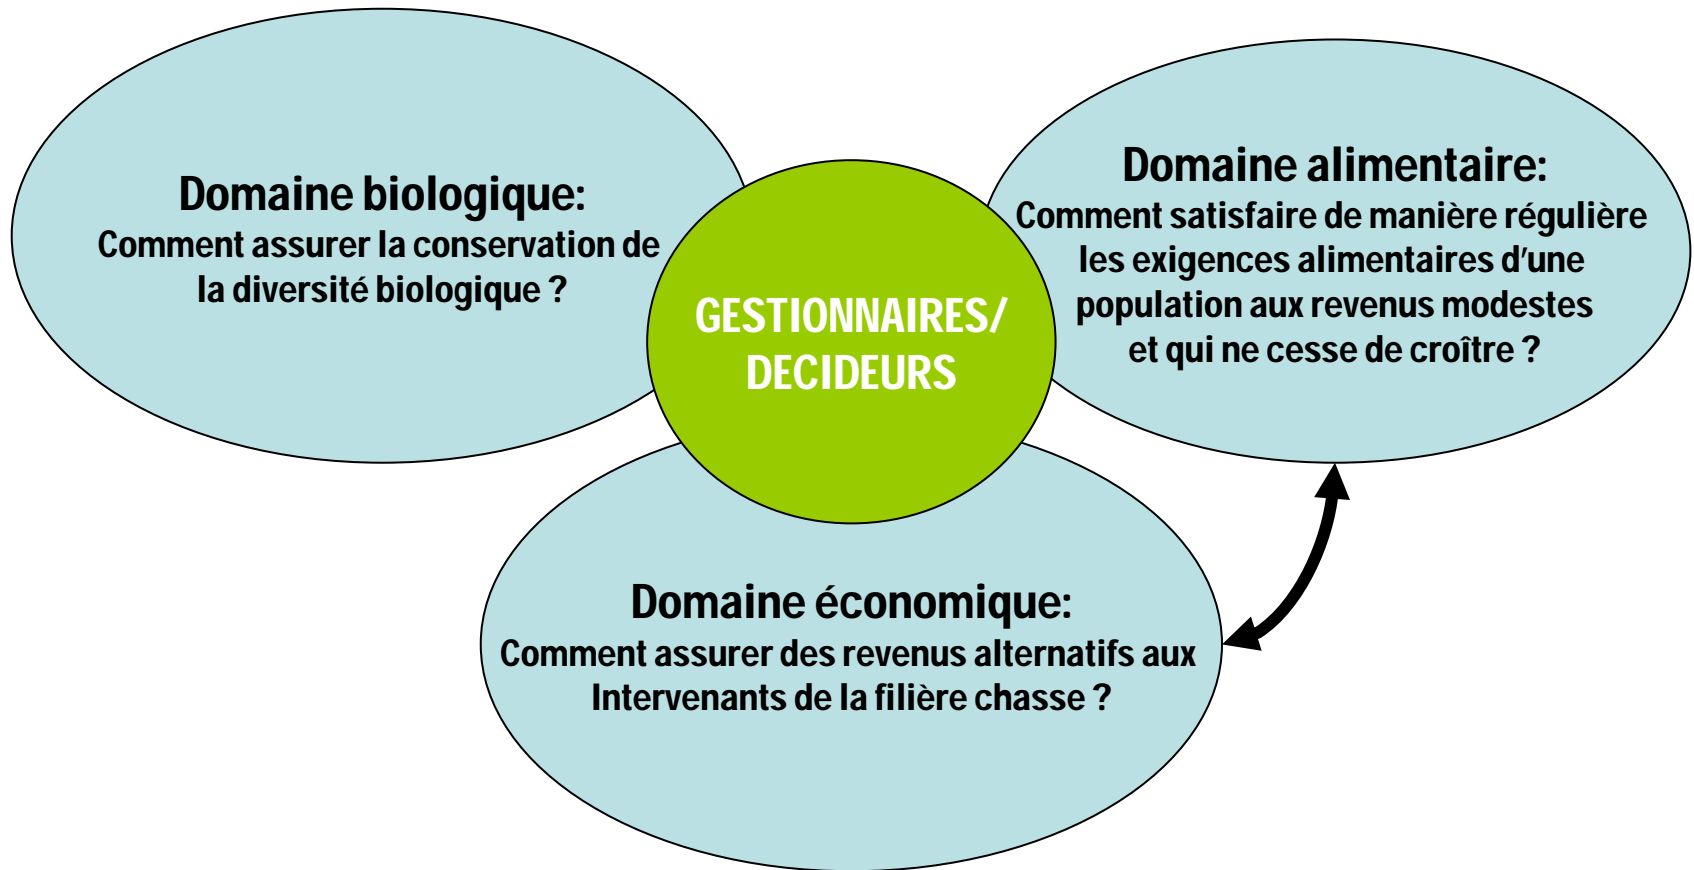 Domaine biologique:
Comment assurer la conservation de
la diversité biologique ?
GESTIONNAIRES/
DECIDEURS
Domaine alimentaire:
Comment satisfaire de manière régulière
les exigences alimentaires d'une
population aux revenus modestes
et qui ne cesse de croître ?
Domaine économique:
Comment assurer des revenus alternatifs aux
Intervenants de la filière chasse ?